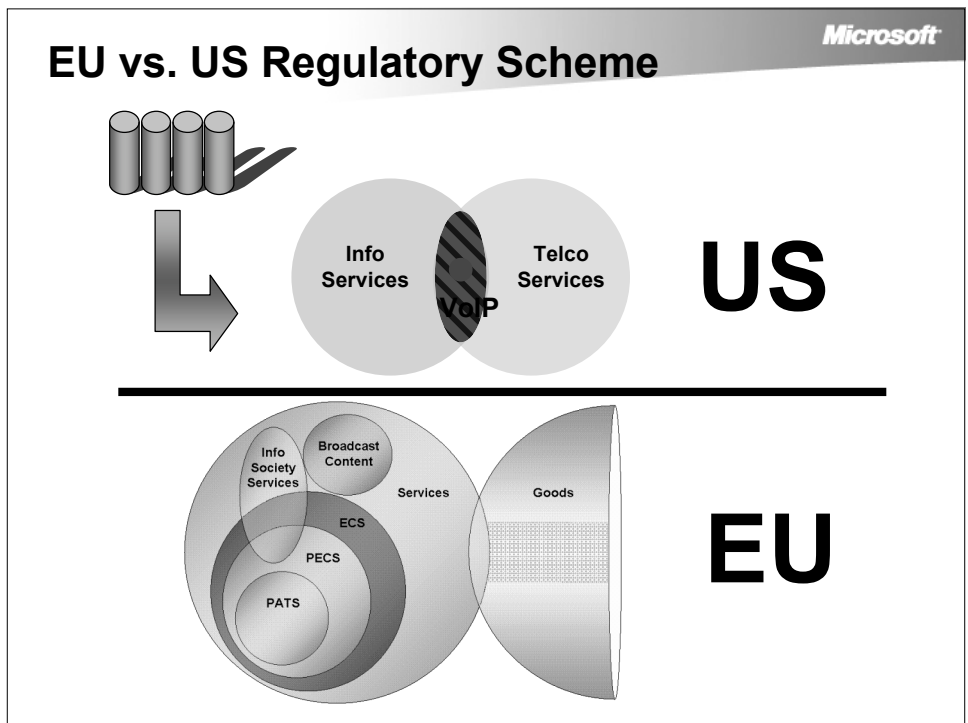 Microsoft
EU vs. US Regulatory Scheme
Info
Services
Telco
Services
VoIP
US
Info
Society
Services
Broadcast
Content
Services
Goods
ECS
PECS
PATS
EU